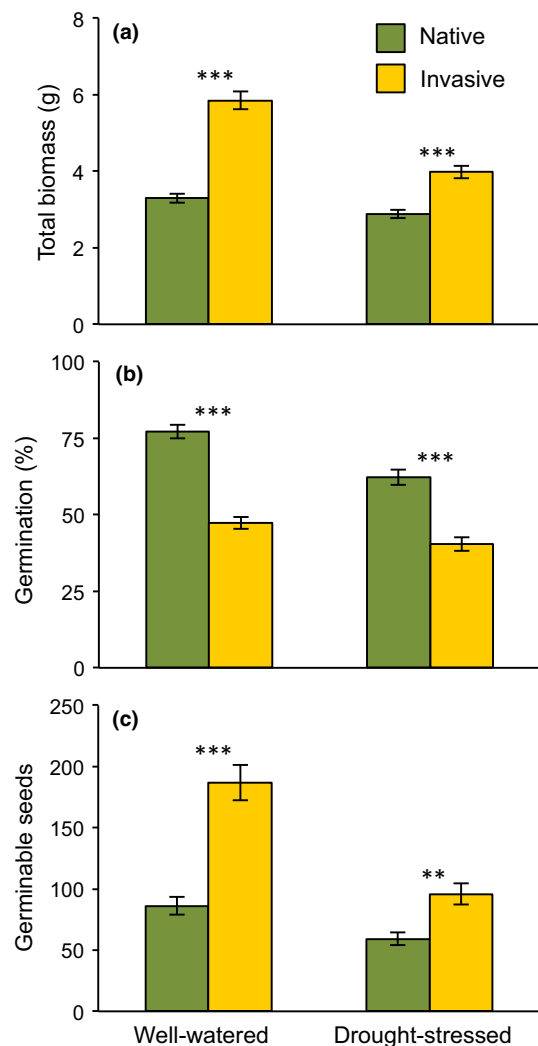 (a)
Native
Invasive
Total biomass (g)
8
6
4
2
0
***
***
(b)
Germination (%)
100
75
50
25
0
***
***
(c)
Germinable seeds
250
200
150
100
50
0
***
**
Well-watered
Drought-stressed